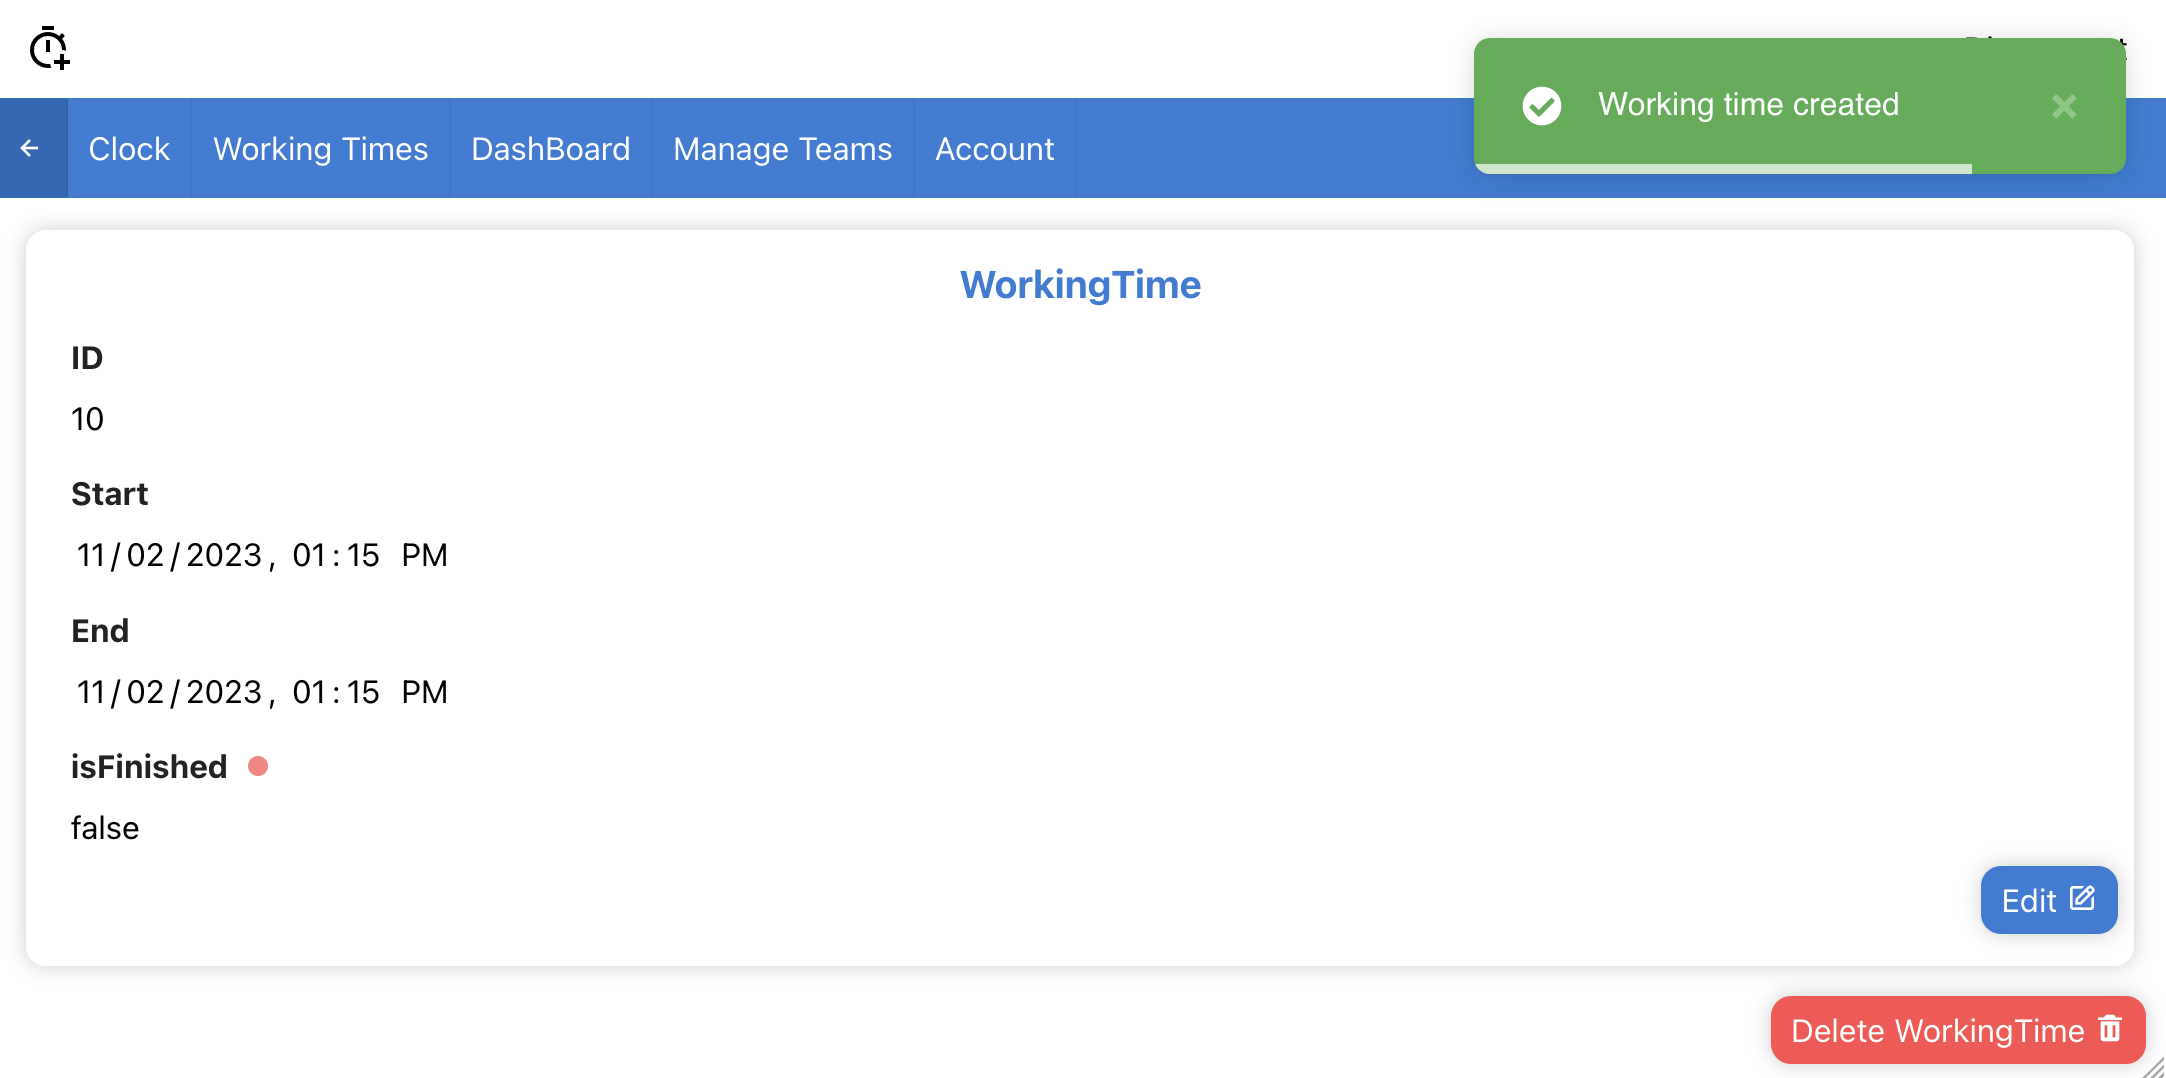 Working time created
Clock
Working Times
DashBoard
Manage Teams
Account
WorkingTime
ID
10
Start
11/02/2023, 01:15 PM
End
11/02/2023, 01:15 PM
isFinished
false
Edit
Delete WorkingTime